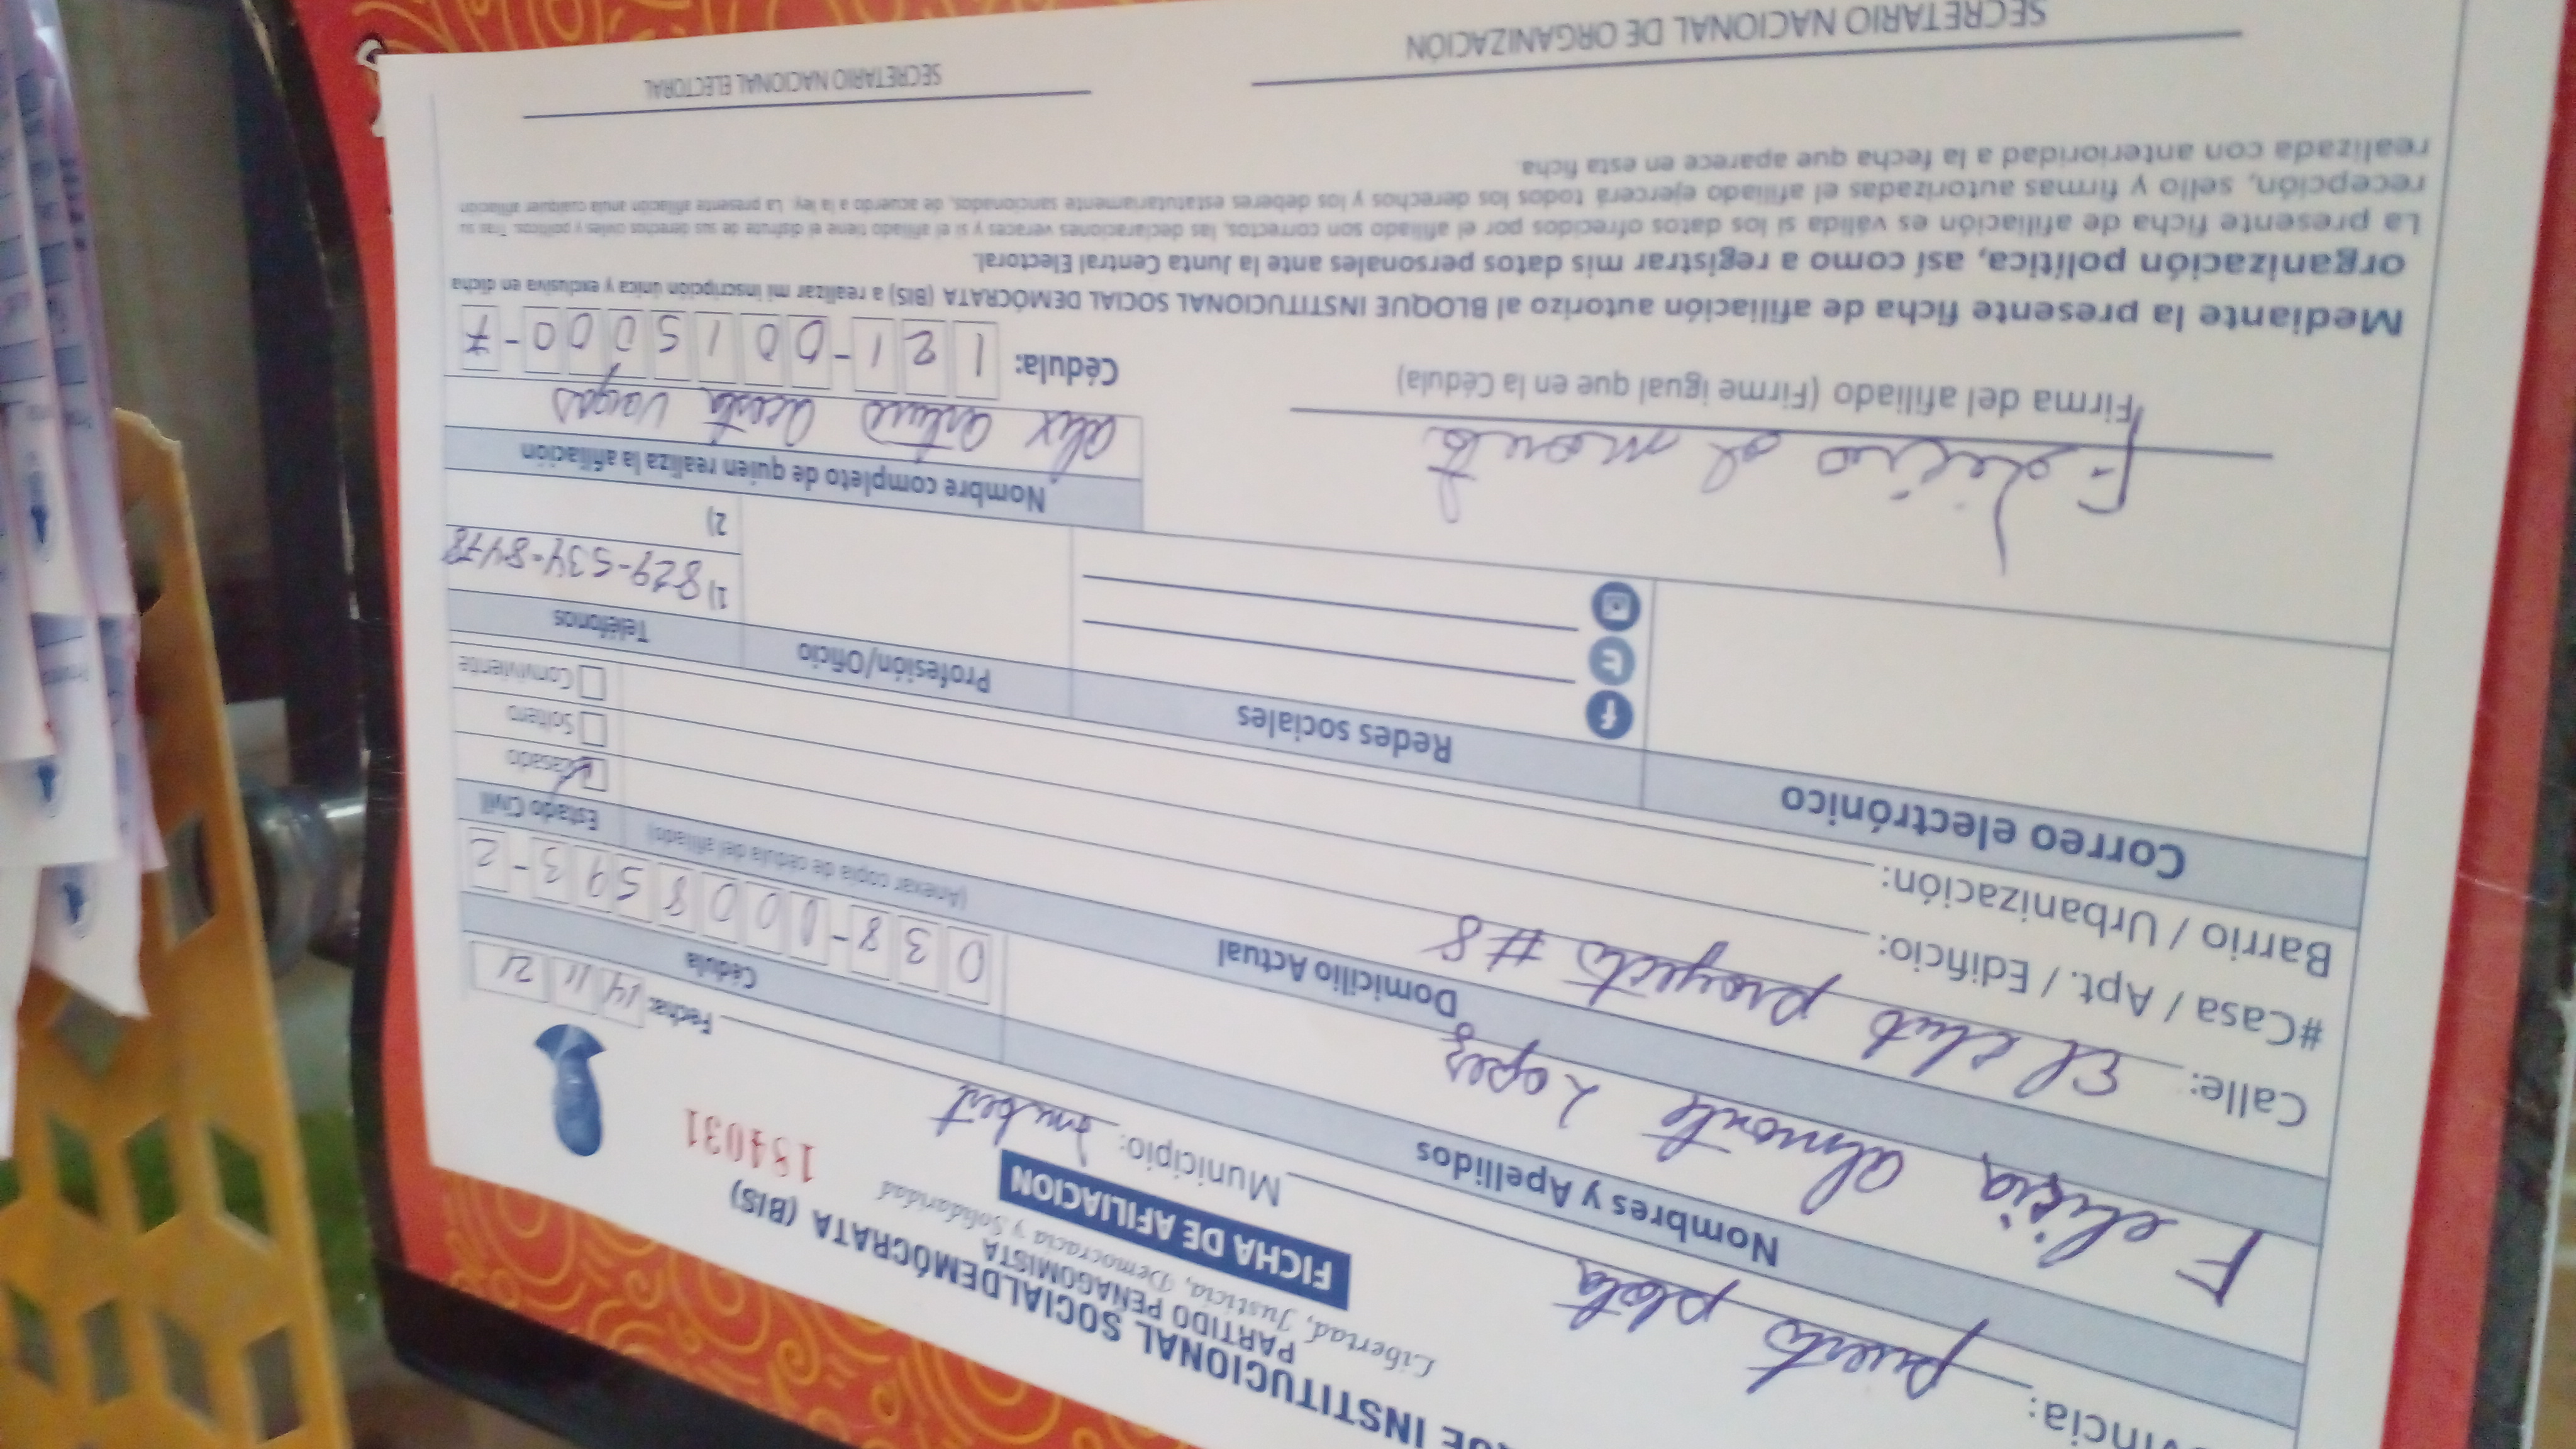 QUE INSTITUCIONAL SOCIALDEMÓCRATA (BIS)
PARTIDO PEÑAGOMISTA
Libertad, Justicia, Democracia y Solidaridad
184031
FICHA DE AFILIACION
vincia: puerto plata Municipio: Imbert Fecha: 14 11 21
Nombres y Apellidos Cédula
Felicia almonte Lopez 038-0008593-2
Domicilio Actual (Anexar copia de cédula del afiliado) Estado Civil
Calle: El club proyecto #8 Casado
#Casa / Apt. / Edificio: Soltero
Barrio / Urbanización: Conviviente
Correo electrónico Redes sociales Profesión/Oficio Teléfonos
1) 829-534-8478
2)
Nombre completo de quien realiza la afiliación
alix arturo acosta vargas
Firma del afiliado (Firme igual que en la Cédula)
Cédula: 121-0015000-7
Mediante la presente ficha de afiliación autorizo al BLOQUE INSTITUCIONAL SOCIAL DEMÓCRATA (BIS) a realizar mi inscripción única y exclusiva en dicha
organización política, así como a registrar mis datos personales ante la Junta Central Electoral.
La presente ficha de afiliación es válida si los datos ofrecidos por el afiliado son correctos, las declaraciones veraces y si el afiliado tiene el disfrute de sus derechos civiles y políticos. Tras su
recepción, sello y firmas autorizadas el afiliado ejercerá todos los derechos y los deberes estatutariamente sancionados, de acuerdo a la ley. La presente afiliación anula cualquier afiliación
realizada con anterioridad a la fecha que aparece en esta ficha.
SECRETARIO NACIONAL DE ORGANIZACIÓN SECRETARIO NACIONAL ELECTORAL